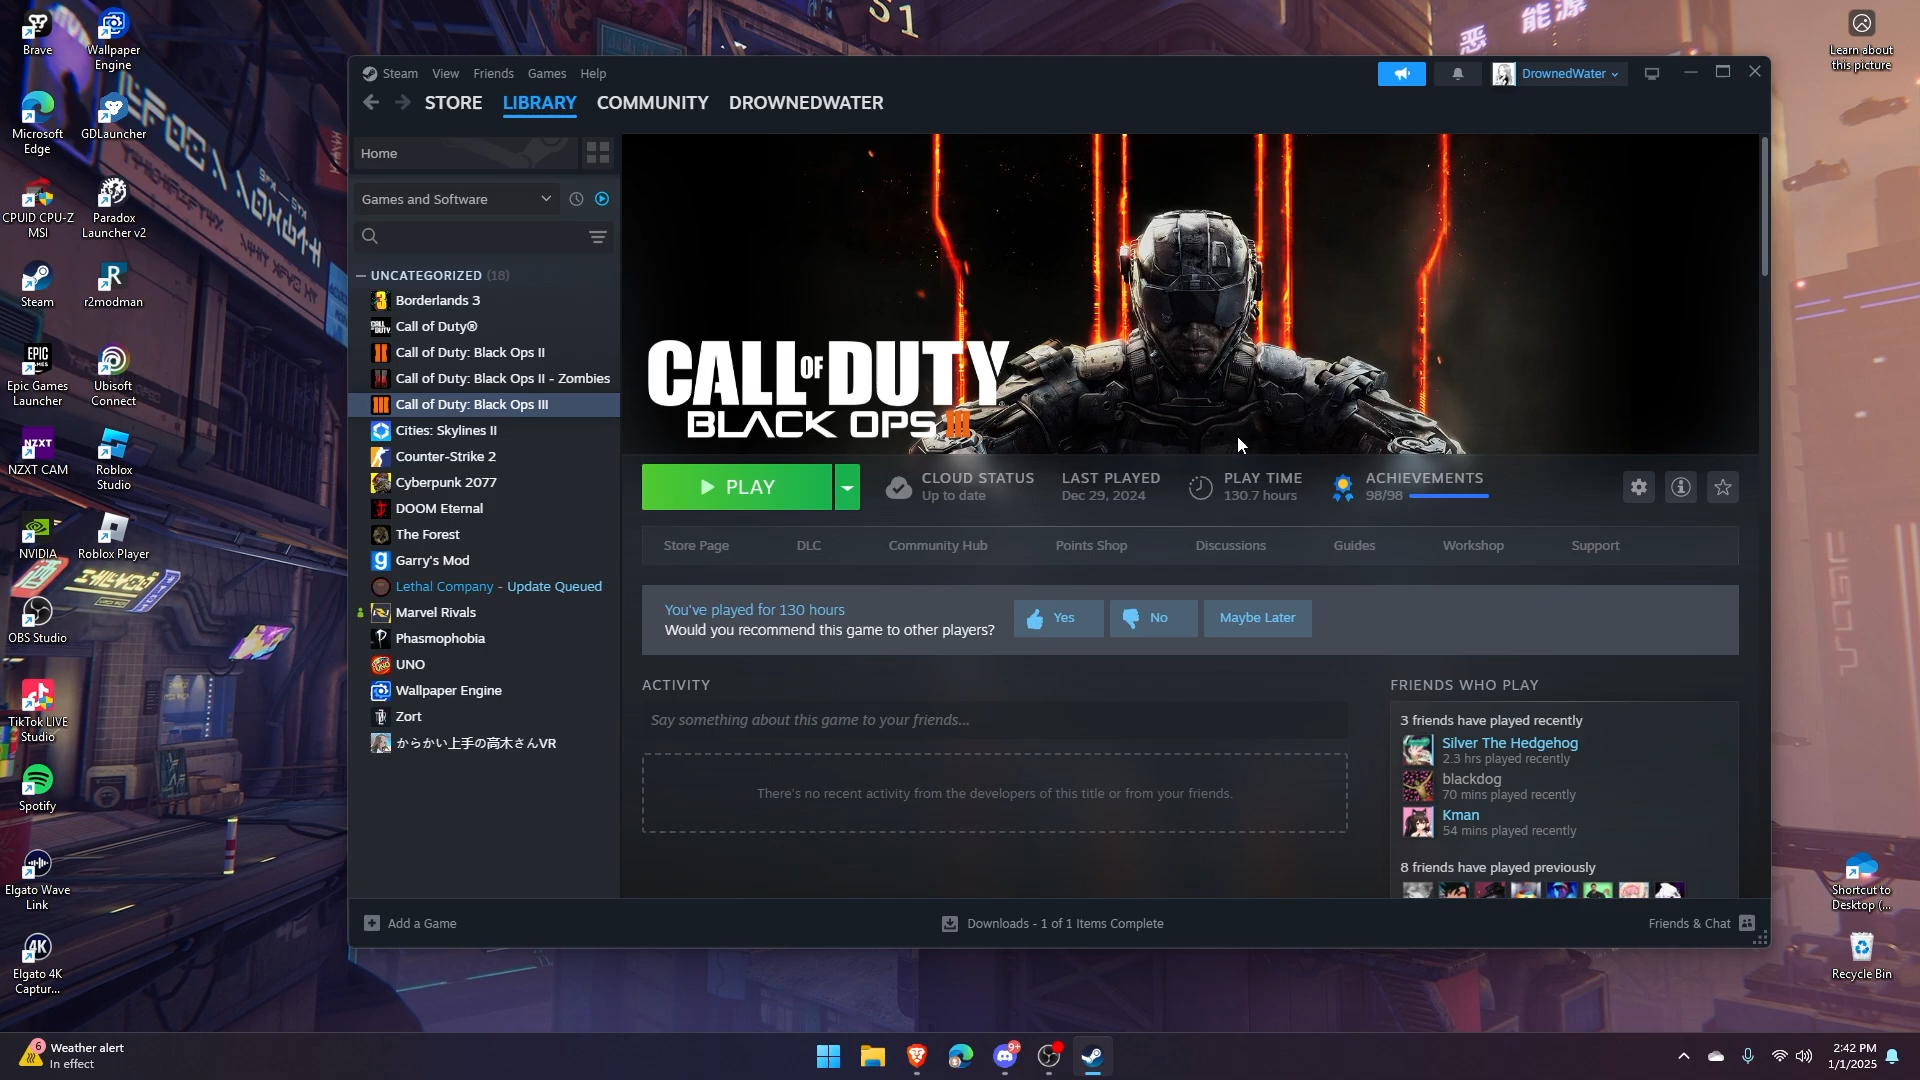 Brave
Wallpaper
Engine
Microsoft
Edge
GDLauncher
CPUID CPU-Z
MSI
Paradox
Launcher v2
Steam
r2modman
EPIC
GAMES
Epic Games
Launcher
Ubisoft
Connect
NZXT
NZXT CAM
Roblox
Studio
NVIDIA
Roblox Player
OBS Studio
TikTok LIVE
Studio
Spotify
Elgato Wave
Link
4K
Elgato 4K
Captur...
S1
能源
悪
Learn about
this picture
Shortcut to
Desktop (...
Recycle Bin
Steam
View
Friends
Games
Help
DrownedWater
STORE
LIBRARY
COMMUNITY
DROWNEDWATER
Home
Games and Software
UNCATEGORIZED (18)
Borderlands 3
Call of Duty®
Call of Duty: Black Ops II
Call of Duty: Black Ops II - Zombies
Call of Duty: Black Ops III
Cities: Skylines II
Counter-Strike 2
Cyberpunk 2077
DOOM Eternal
The Forest
Garry's Mod
Lethal Company - Update Queued
Marvel Rivals
Phasmophobia
UNO
Wallpaper Engine
Zort
からかい上手の高木さんVR
CALL OF DUTY
BLACK OPS III
PLAY
CLOUD STATUS
Up to date
LAST PLAYED
Dec 29, 2024
PLAY TIME
130.7 hours
ACHIEVEMENTS
98/98
Store Page
DLC
Community Hub
Points Shop
Discussions
Guides
Workshop
Support
You've played for 130 hours
Would you recommend this game to other players?
Yes
No
Maybe Later
ACTIVITY
Say something about this game to your friends...
There's no recent activity from the developers of this title or from your friends.
FRIENDS WHO PLAY
3 friends have played recently
Silver The Hedgehog
2.3 hrs played recently
blackdog
70 mins played recently
Kman
54 mins played recently
8 friends have played previously
Add a Game
Downloads - 1 of 1 Items Complete
Friends & Chat
6
Weather alert
In effect
9+
2:42 PM
1/1/2025